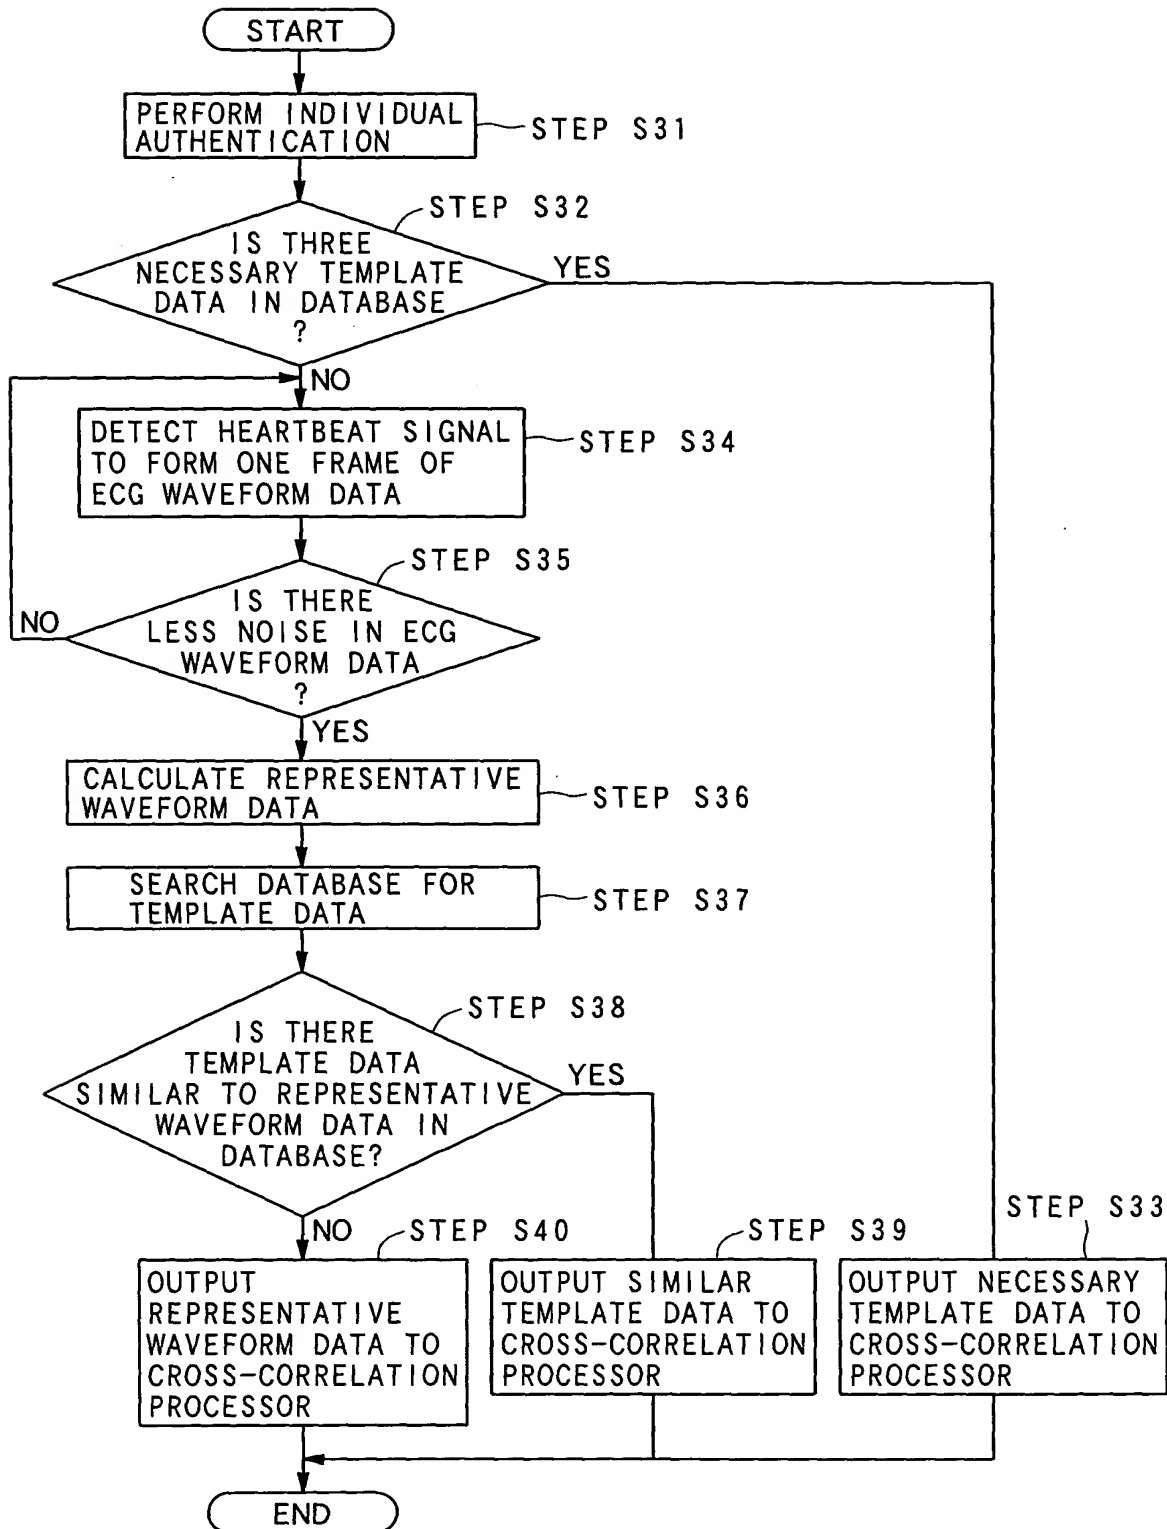 START
PERFORM INDIVIDUAL
AUTHENTICATION
STEP S31
STEP S32
IS THREE
NECESSARY TEMPLATE
DATA IN DATABASE
?
YES
NO
DETECT HEARTBEAT SIGNAL
TO FORM ONE FRAME OF
ECG WAVEFORM DATA
STEP S34
STEP S35
IS THERE
LESS NOISE IN ECG
WAVEFORM DATA
?
NO
YES
CALCULATE REPRESENTATIVE
WAVEFORM DATA
STEP S36
SEARCH DATABASE FOR
TEMPLATE DATA
STEP S37
STEP S38
IS THERE
TEMPLATE DATA
SIMILAR TO REPRESENTATIVE
WAVEFORM DATA IN
DATABASE?
YES
NO
STEP S40
OUTPUT
REPRESENTATIVE
WAVEFORM DATA TO
CROSS-CORRELATION
PROCESSOR
STEP S39
OUTPUT SIMILAR
TEMPLATE DATA TO
CROSS-CORRELATION
PROCESSOR
STEP S33
OUTPUT NECESSARY
TEMPLATE DATA TO
CROSS-CORRELATION
PROCESSOR
END